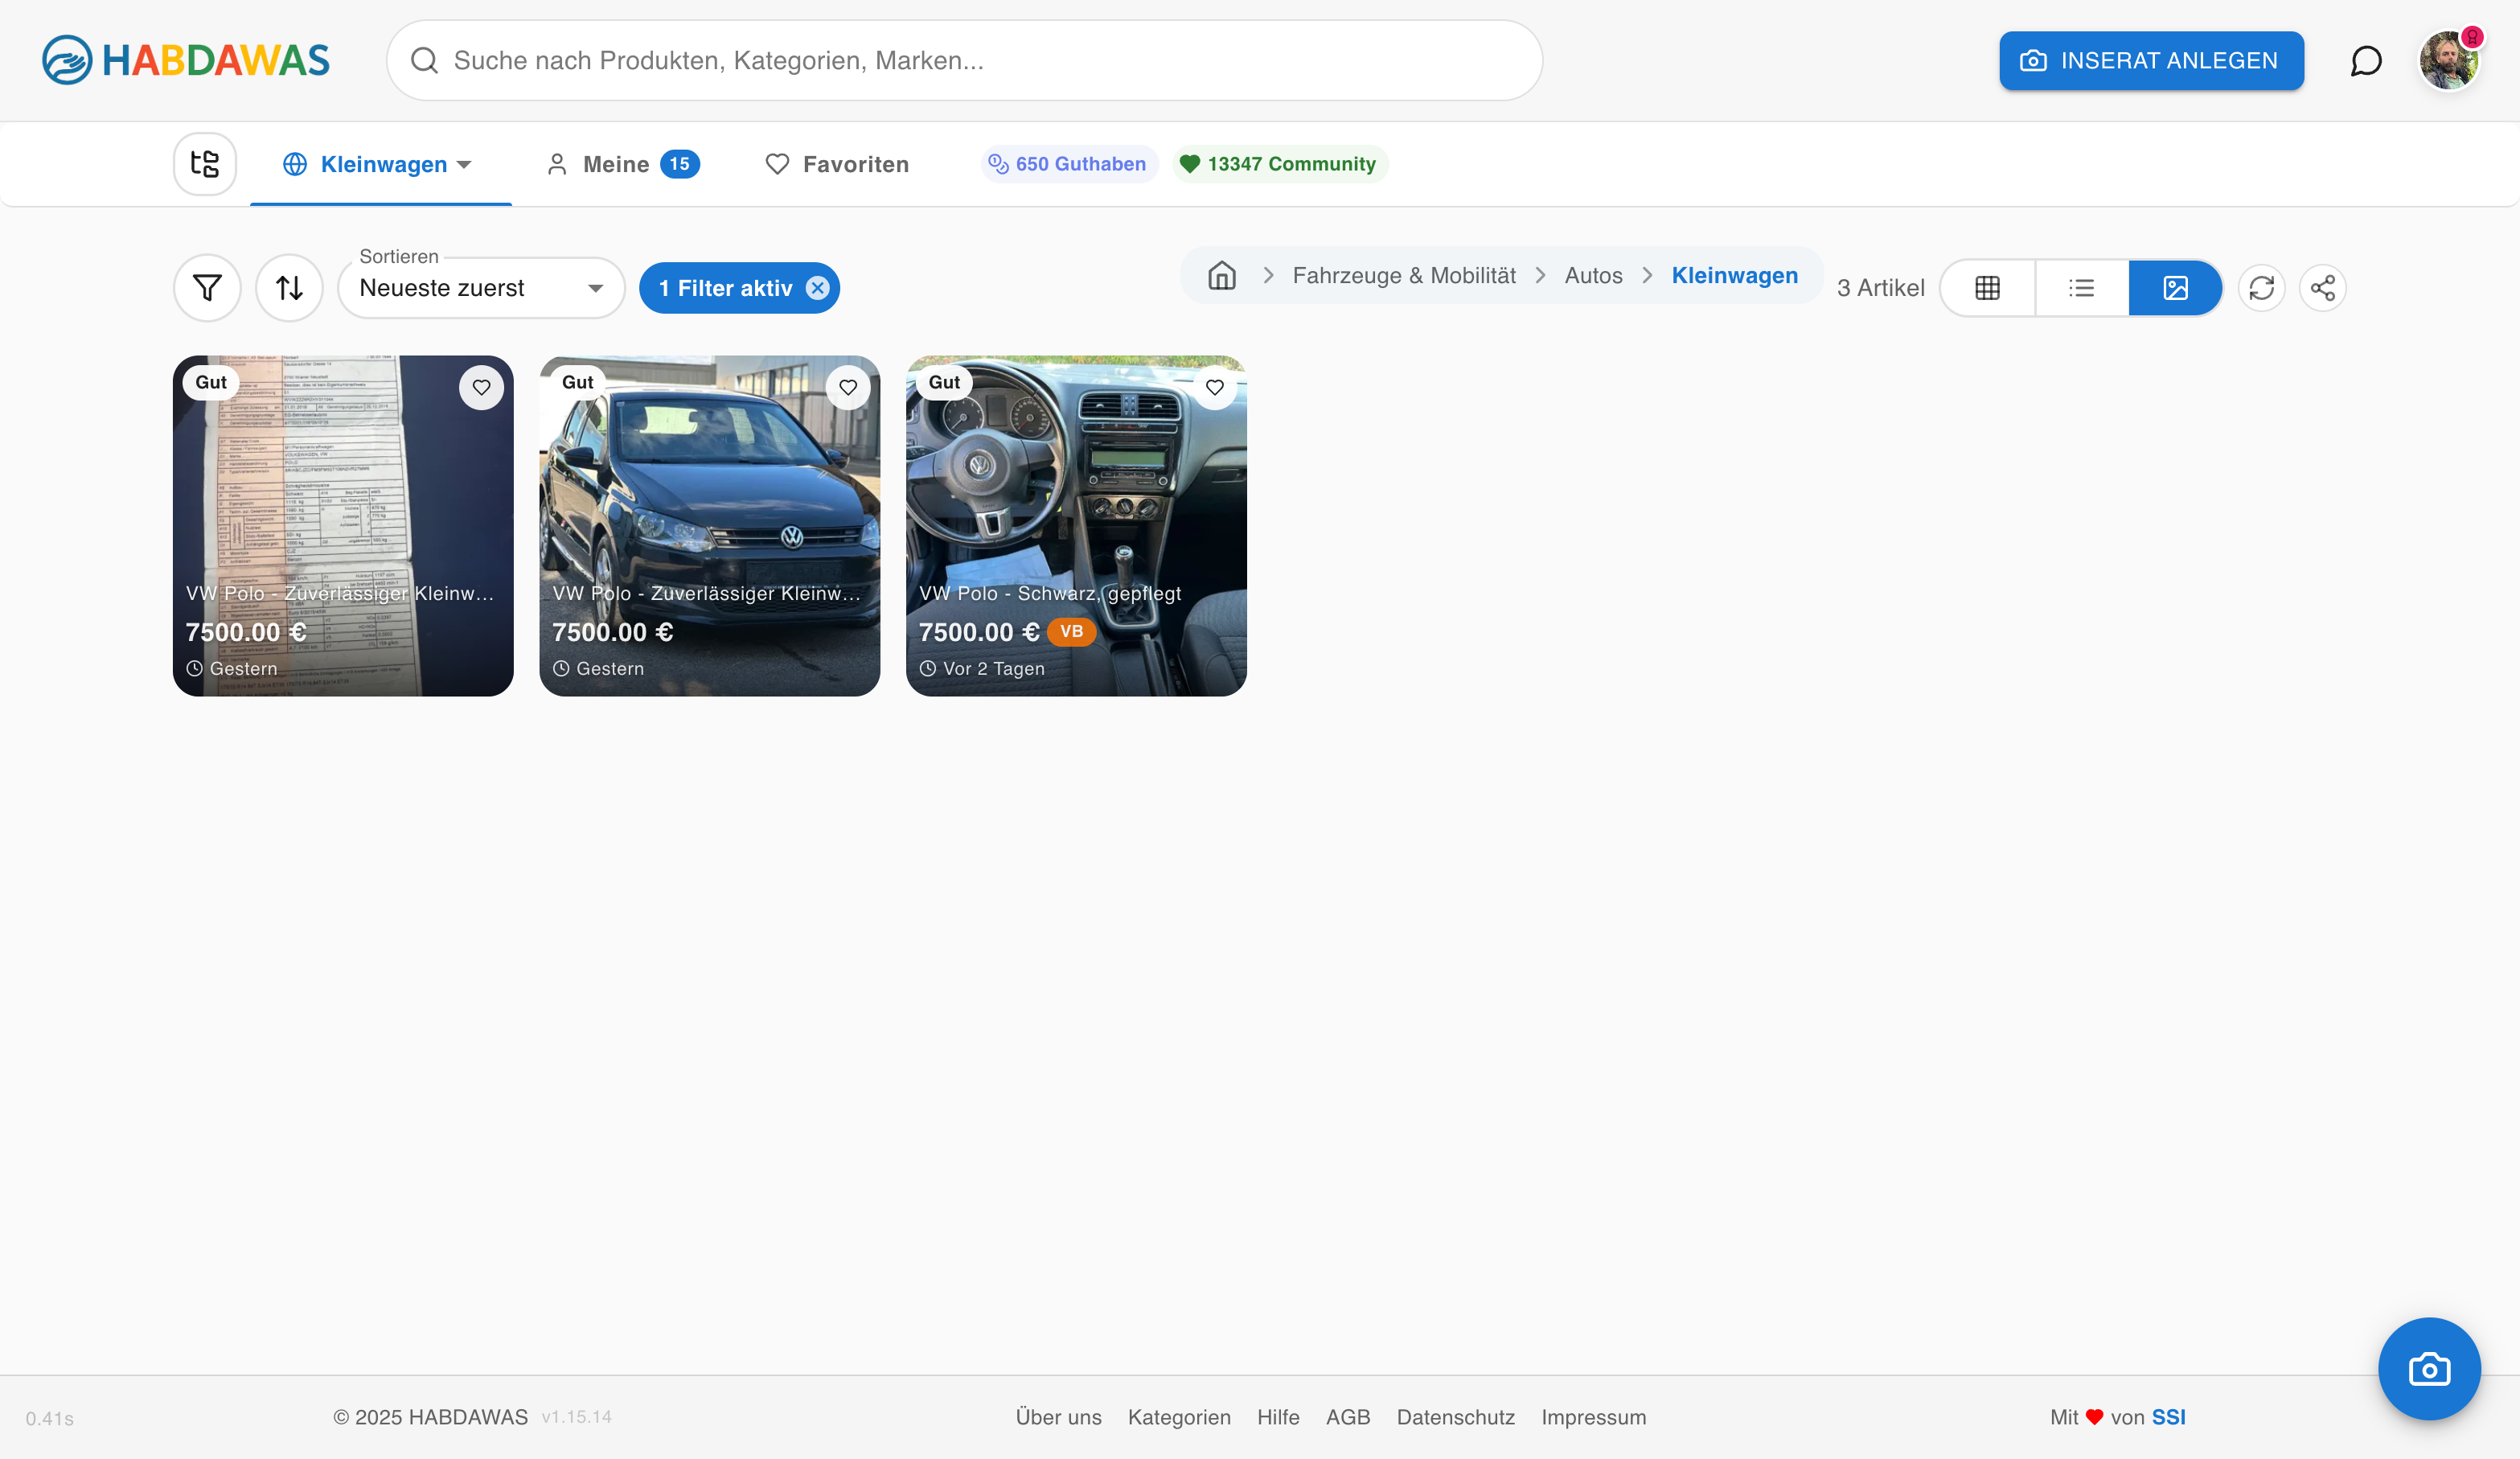 HABDAWAS
Suche nach Produkten, Kategorien, Marken...
INSERAT ANLEGEN
Kleinwagen
Meine 15
Favoriten
650 Guthaben
13347 Community
Sortieren
Neueste zuerst
1 Filter aktiv
Fahrzeuge & Mobilität
Autos
Kleinwagen
3 Artikel
Gut
VW Polo - Zuverlässiger Kleinw...
7500.00 €
Gestern
Gut
VW Polo - Zuverlässiger Kleinw...
7500.00 €
Gestern
Gut
VW Polo - Schwarz, gepflegt
7500.00 € VB
Vor 2 Tagen
0.41s
© 2025 HABDAWAS v1.15.14
Über uns Kategorien Hilfe AGB Datenschutz Impressum
Mit ❤ von SSI